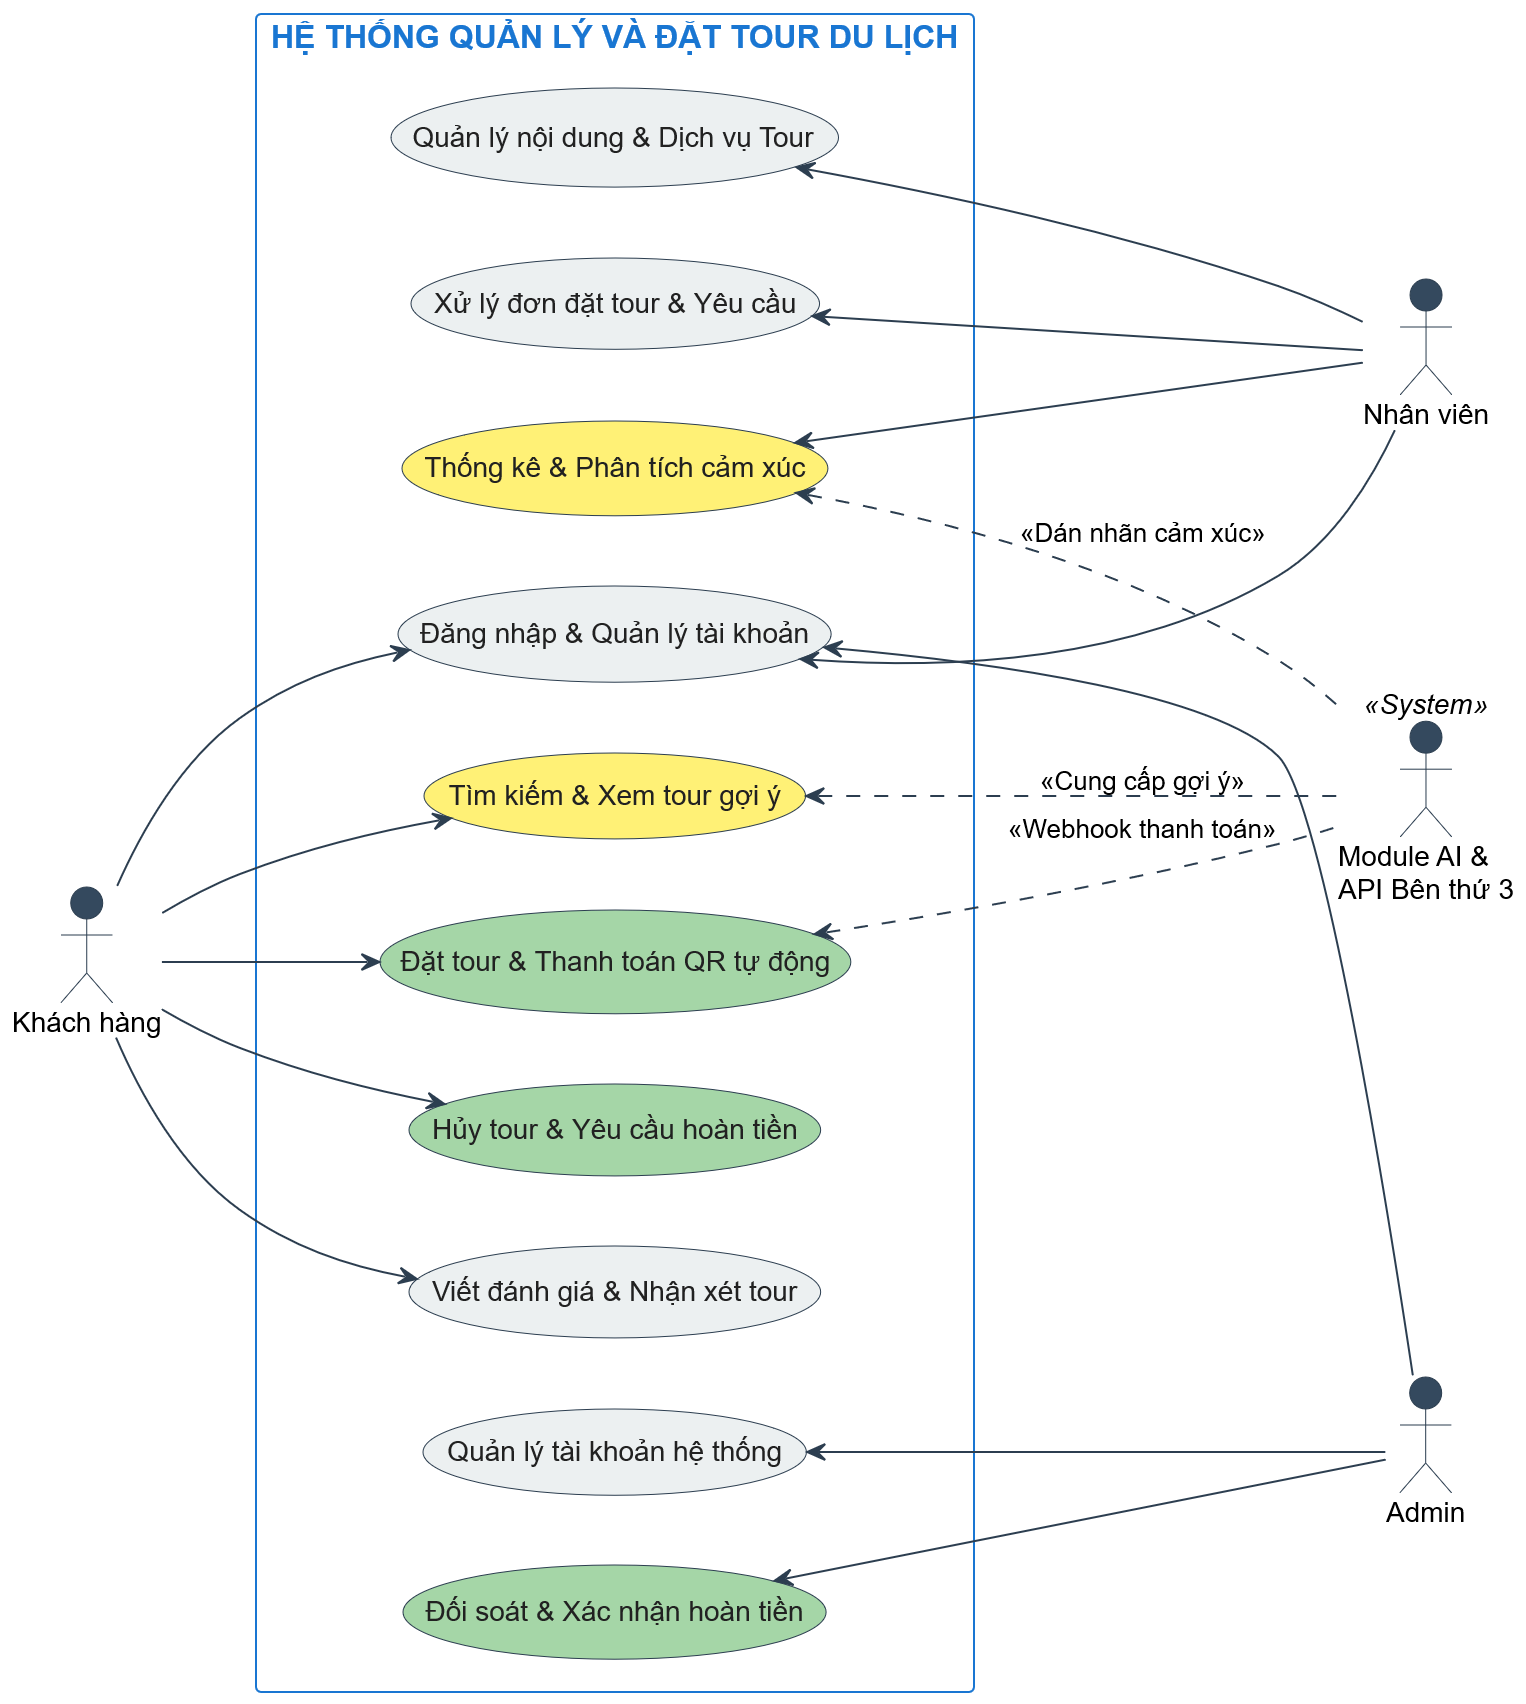 HỆ THỐNG QUẢN LÝ VÀ ĐẶT TOUR DU LỊCH
Quản lý nội dung & Dịch vụ Tour
Xử lý đơn đặt tour & Yêu cầu
Nhân viên
Thống kê & Phân tích cảm xúc
«Dán nhãn cảm xúc»
Đăng nhập & Quản lý tài khoản
«System»
Tìm kiếm & Xem tour gợi ý
«Cung cấp gợi ý»
«Webhook thanh toán»
Module AI &
API Bên thứ 3
Đặt tour & Thanh toán QR tự động
Khách hàng
Hủy tour & Yêu cầu hoàn tiền
Viết đánh giá & Nhận xét tour
Quản lý tài khoản hệ thống
Admin
Đối soát & Xác nhận hoàn tiền